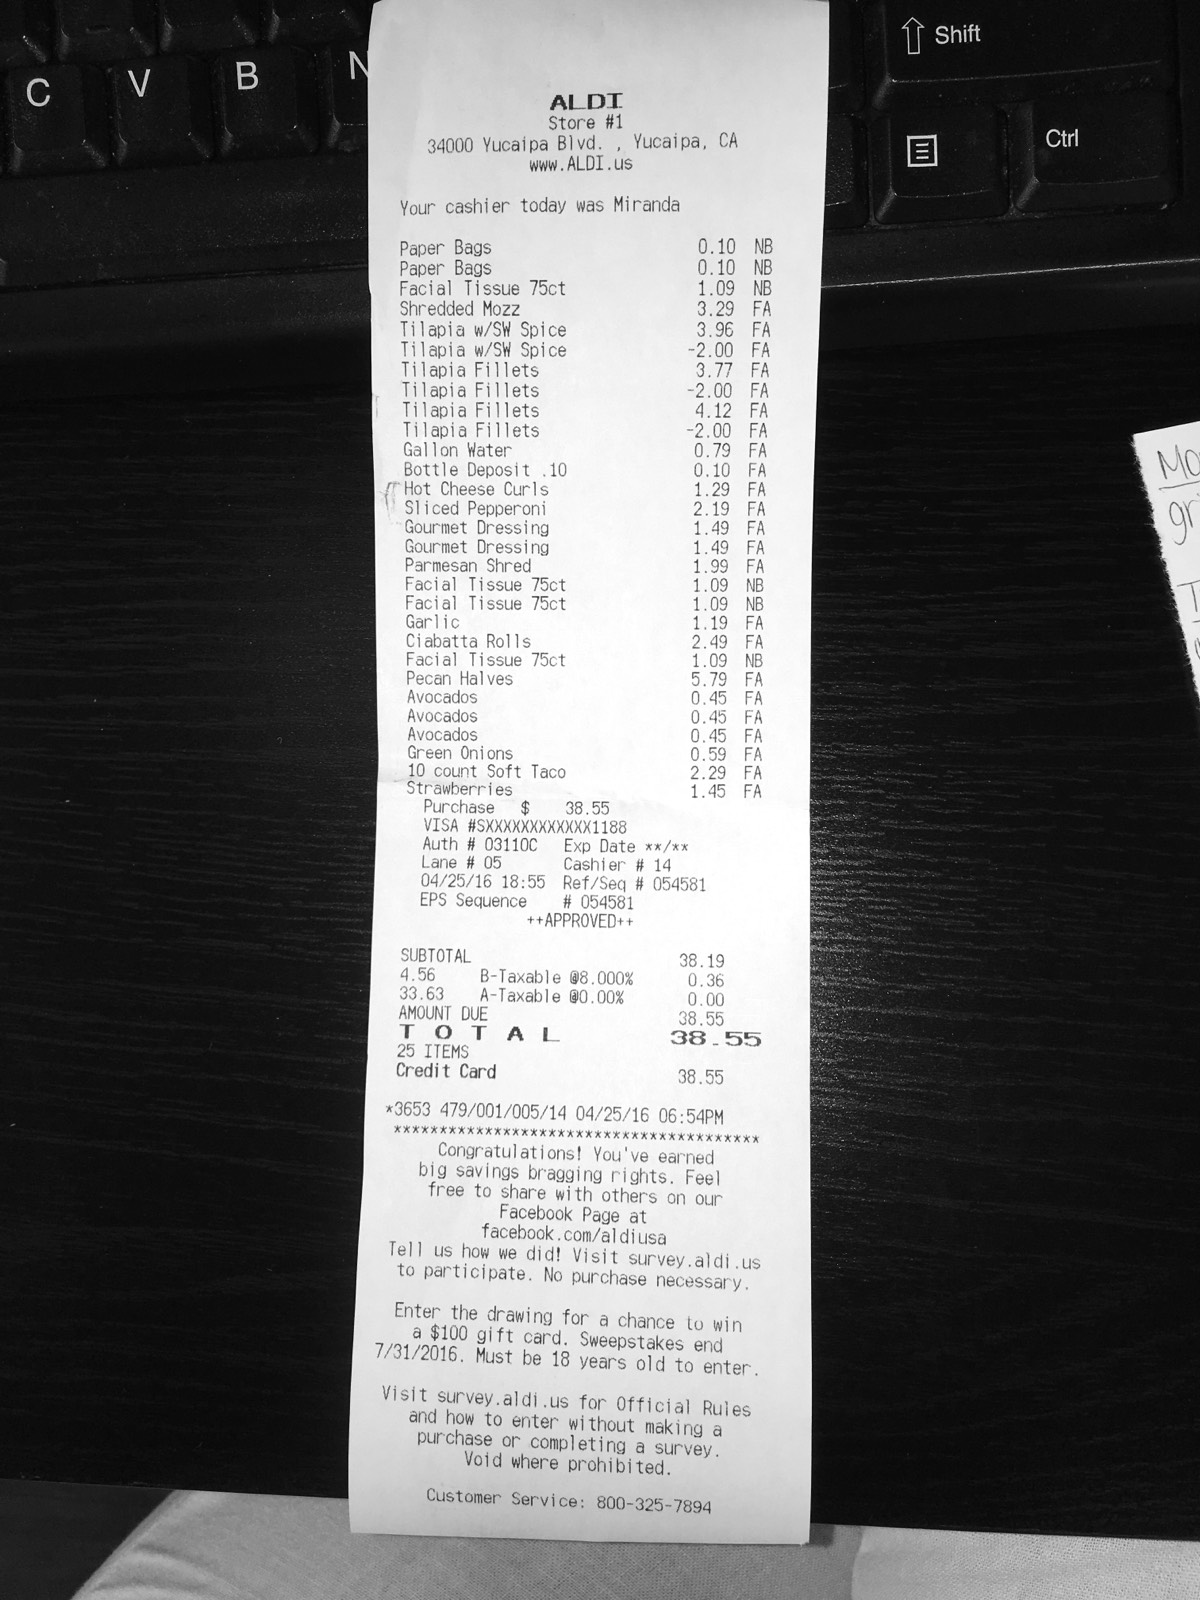 C V B N
Shift
Ctrl
ALDI
Store #1
34000 Yucaipa Blvd. , Yucaipa, CA
www.ALDI.us
Your cashier today was Miranda
Paper Bags 0.10 NB
Paper Bags 0.10 NB
Facial Tissue 75ct 1.09 NB
Shredded Mozz 3.29 FA
Tilapia w/SW Spice 3.96 FA
Tilapia w/SW Spice -2.00 FA
Tilapia Fillets 3.77 FA
Tilapia Fillets -2.00 FA
Tilapia Fillets 4.12 FA
Tilapia Fillets -2.00 FA
Gallon Water 0.79 FA
Bottle Deposit .10 0.10 FA
Hot Cheese Curls 1.29 FA
Sliced Pepperoni 2.19 FA
Gourmet Dressing 1.49 FA
Gourmet Dressing 1.49 FA
Parmesan Shred 1.99 FA
Facial Tissue 75ct 1.09 NB
Facial Tissue 75ct 1.09 NB
Garlic 1.19 FA
Ciabatta Rolls 2.49 FA
Facial Tissue 75ct 1.09 NB
Pecan Halves 5.79 FA
Avocados 0.45 FA
Avocados 0.45 FA
Avocados 0.45 FA
Green Onions 0.59 FA
10 count Soft Taco 2.29 FA
Strawberries 1.45 FA
Purchase $ 38.55
VISA #SXXXXXXXXXXXX1188
Auth # 03110C Exp Date **/**
Lane # 05 Cashier # 14
04/25/16 18:55 Ref/Seq # 054581
EPS Sequence # 054581
++APPROVED++
SUBTOTAL 38.19
4.56 B-Taxable @8.000% 0.36
33.63 A-Taxable @0.00% 0.00
AMOUNT DUE 38.55
T O T A L 38.55
25 ITEMS
Credit Card 38.55
*3653 479/001/005/14 04/25/16 06:54PM
****************************************
Congratulations! You've earned
big savings bragging rights. Feel
free to share with others on our
Facebook Page at
facebook.com/aldiusa
Tell us how we did! Visit survey.aldi.us
to participate. No purchase necessary.
Enter the drawing for a chance to win
a $100 gift card. Sweepstakes end
7/31/2016. Must be 18 years old to enter.
Visit survey.aldi.us for Official Rules
and how to enter without making a
purchase or completing a survey.
Void where prohibited.
Customer Service: 800-325-7894